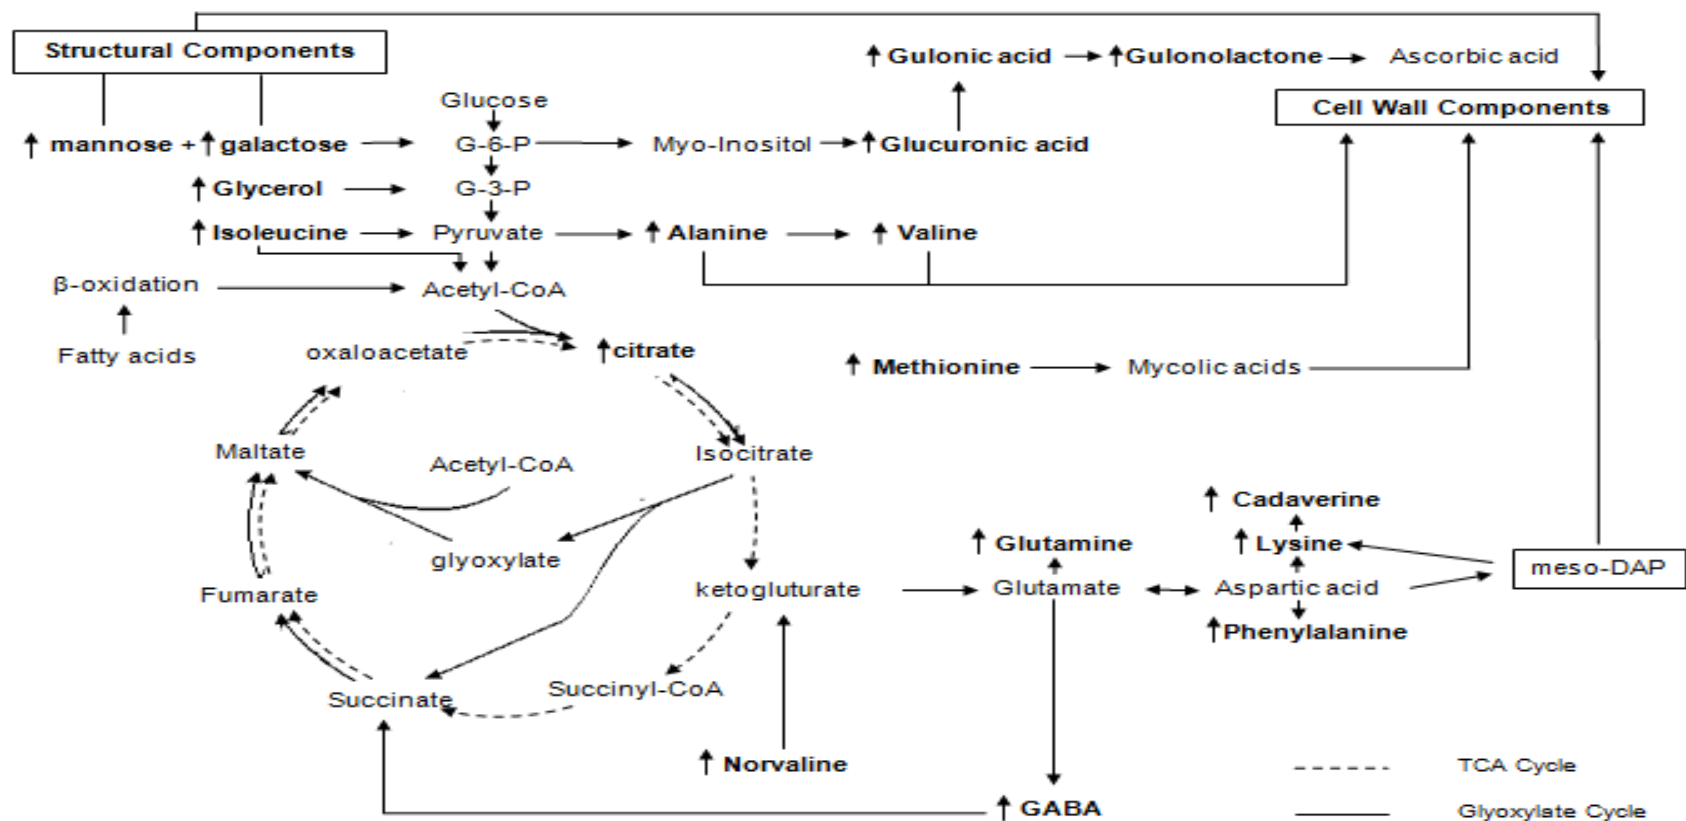 Structural Components
↑ Gulonic acid → ↑ Gulonolactone → Ascorbic acid
Glucose
Cell Wall Components
↑ mannose + ↑ galactose → G-6-P → Myo-Inositol → ↑ Glucuronic acid
↑ Glycerol → G-3-P
↑ Isoleucine → Pyruvate → ↑ Alanine → ↑ Valine
β-oxidation → Acetyl-CoA
Fatty acids
oxaloacetate
↑ citrate
↑ Methionine → Mycolic acids
Maltate
Acetyl-CoA
Isocitrate
↑ Cadaverine
glyoxylate
↑ Glutamine
↑ Lysine
meso-DAP
Fumarate
ketogluturate → Glutamate ↔ Aspartic acid
↑ Phenylalanine
Succinate
Succinyl-CoA
↑ Norvaline
TCA Cycle
↑ GABA
Glyoxylate Cycle